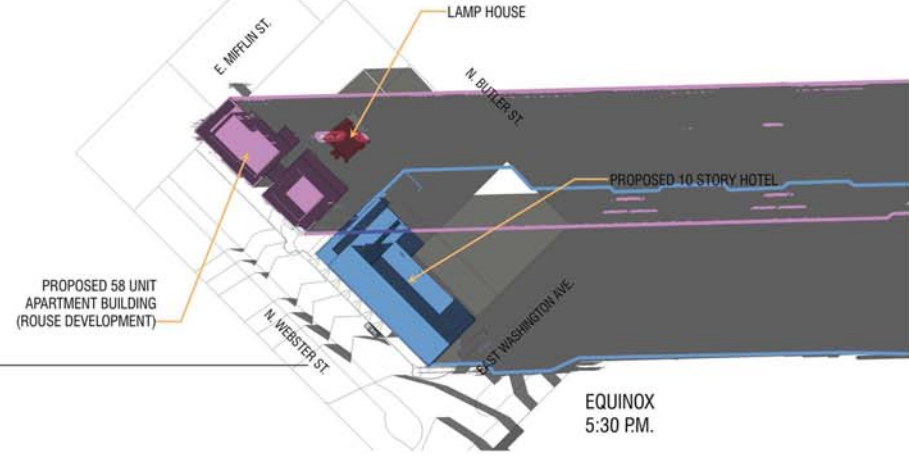 LAMP HOUSE
E. MIFFLIN ST.
N. BUTLER ST.
PROPOSED 10 STORY HOTEL
PROPOSED 58 UNIT
APARTMENT BUILDING
(ROUSE DEVELOPMENT)
N. WEBSTER ST.
EAST WASHINGTON AVE.
EQUINOX
5:30 P.M.